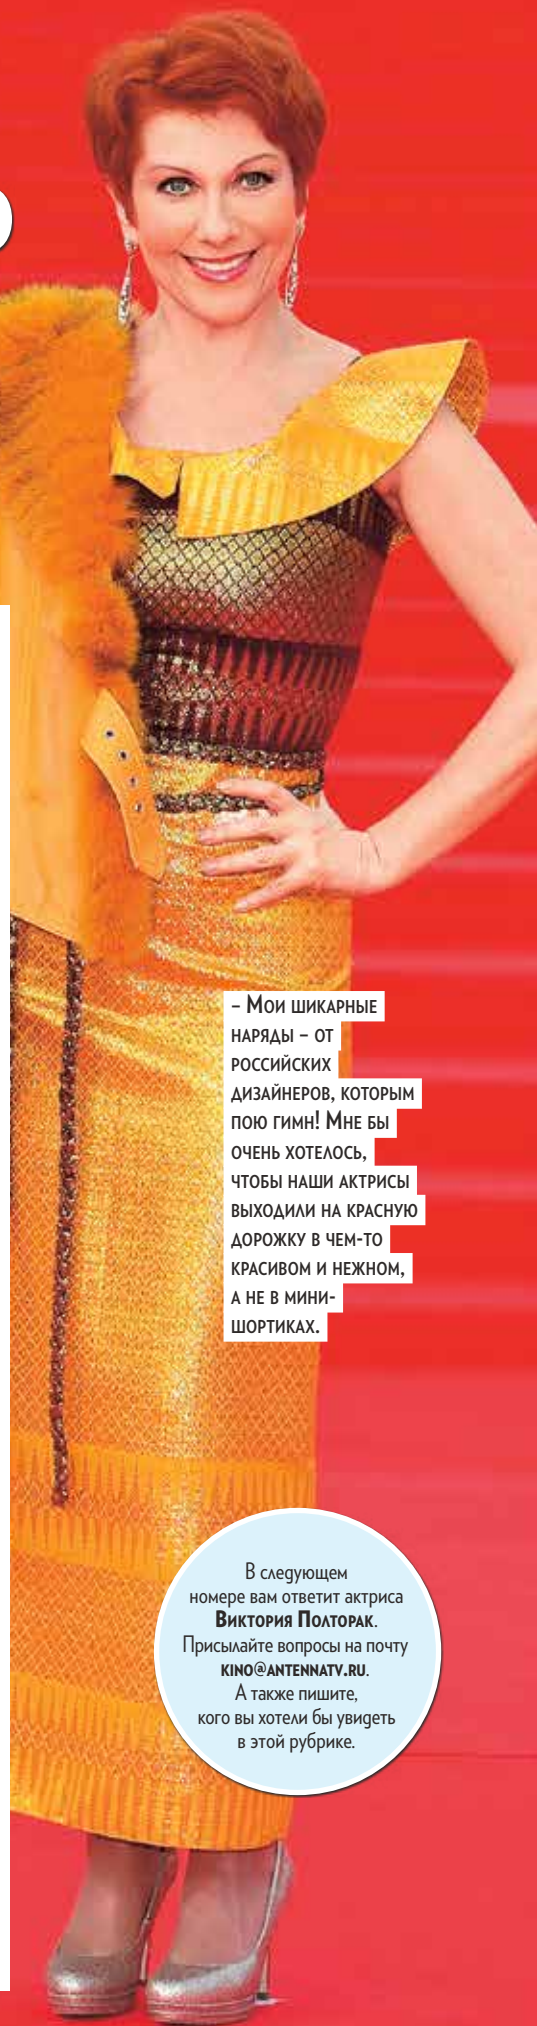 – Мои шикарные
наряды – от
российских
дизайнеров, которым
пою гимн! Мне бы
очень хотелось,
чтобы наши актрисы
выходили на красную
дорожку в чем-то
красивом и нежном,
а не в мини-
шортиках.
В следующем
номере вам ответит актриса
Виктория Полторак.
Присылайте вопросы на почту
KINO@ANTENNATV.RU.
А также пишите,
кого вы хотели бы увидеть
в этой рубрике.